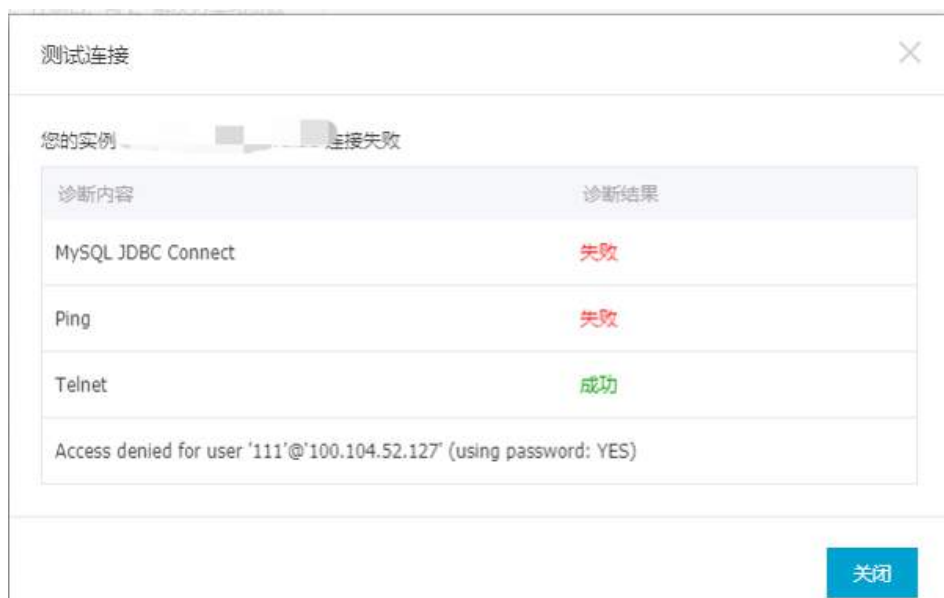 测试连接
您的实例 连接失败
诊断内容 诊断结果
MySQL JDBC Connect 失败
Ping 失败
Telnet 成功
Access denied for user '111'@'100.104.52.127' (using password: YES)
关闭